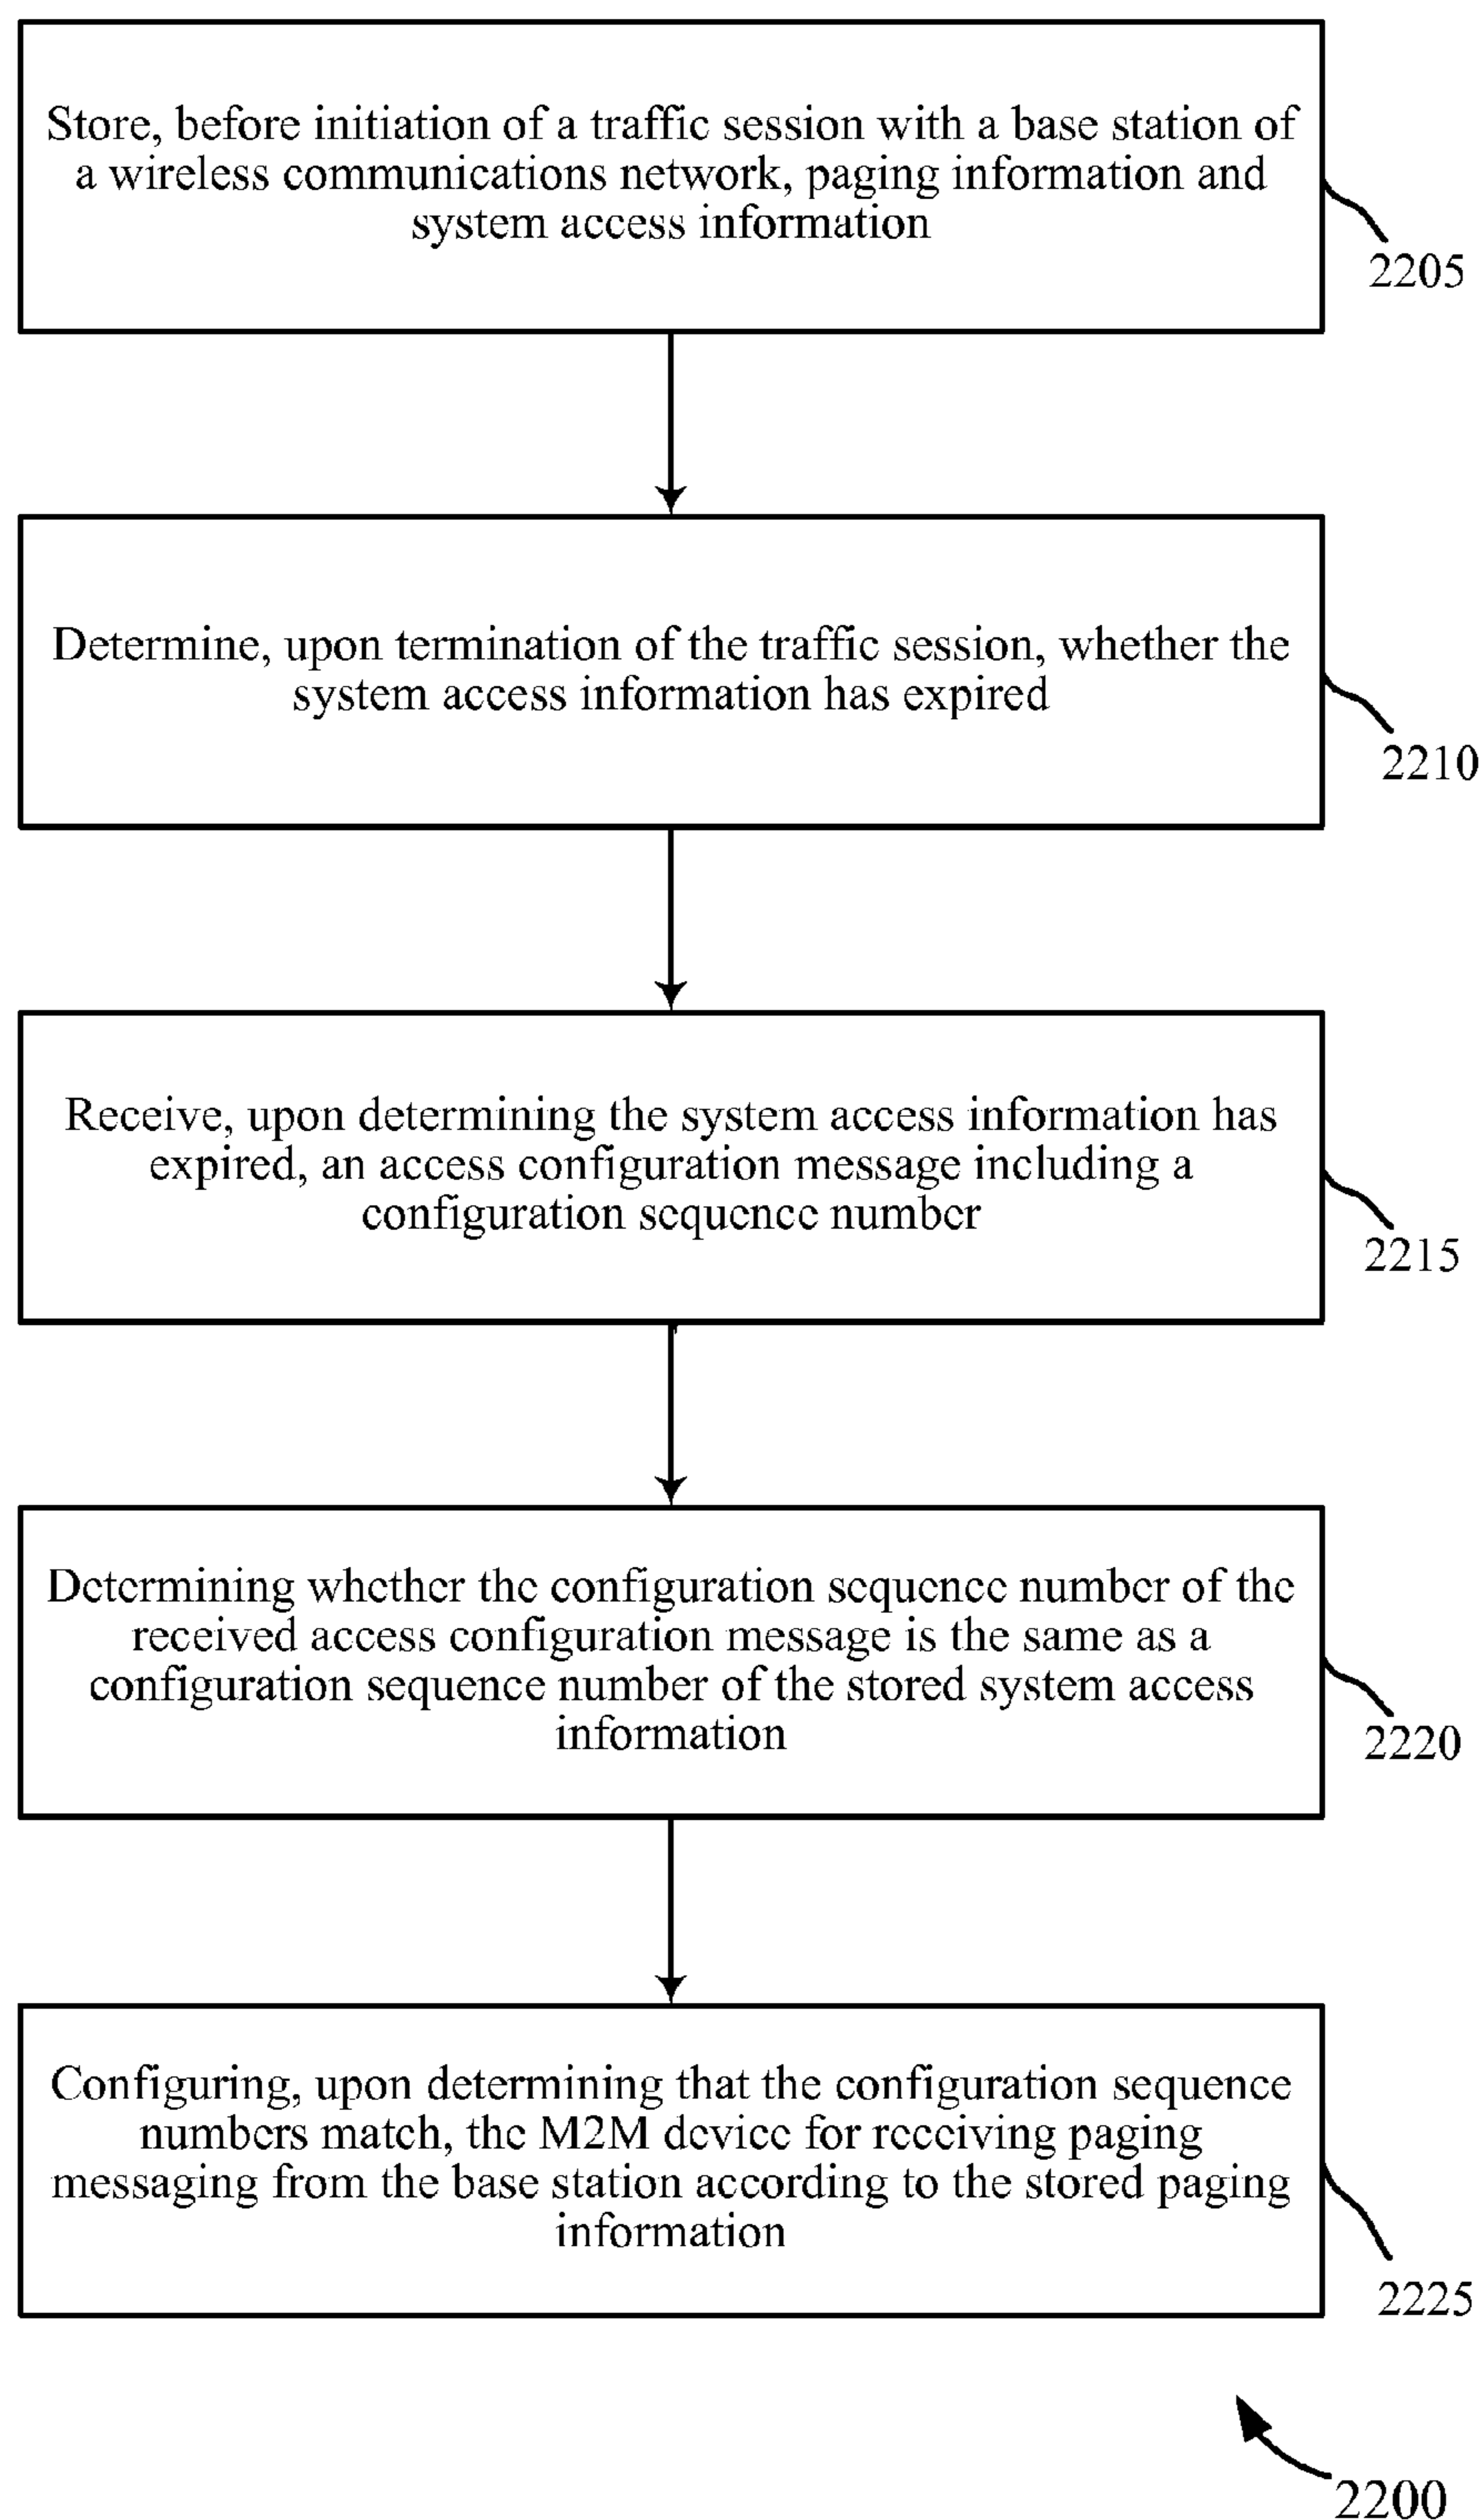 Store, before initiation of a traffic session with a base station of
a wireless communications network, paging information and
system access information
2205
Determine, upon termination of the traffic session, whether the
system access information has expired
2210
Receive, upon determining the system access information has
expired, an access configuration message including a
configuration sequence number
2215
Determining whether the configuration sequence number of the
received access configuration message is the same as a
configuration sequence number of the stored system access
information
2220
Configuring, upon determining that the configuration sequence
numbers match, the M2M device for receiving paging
messaging from the base station according to the stored paging
information
2225
2200